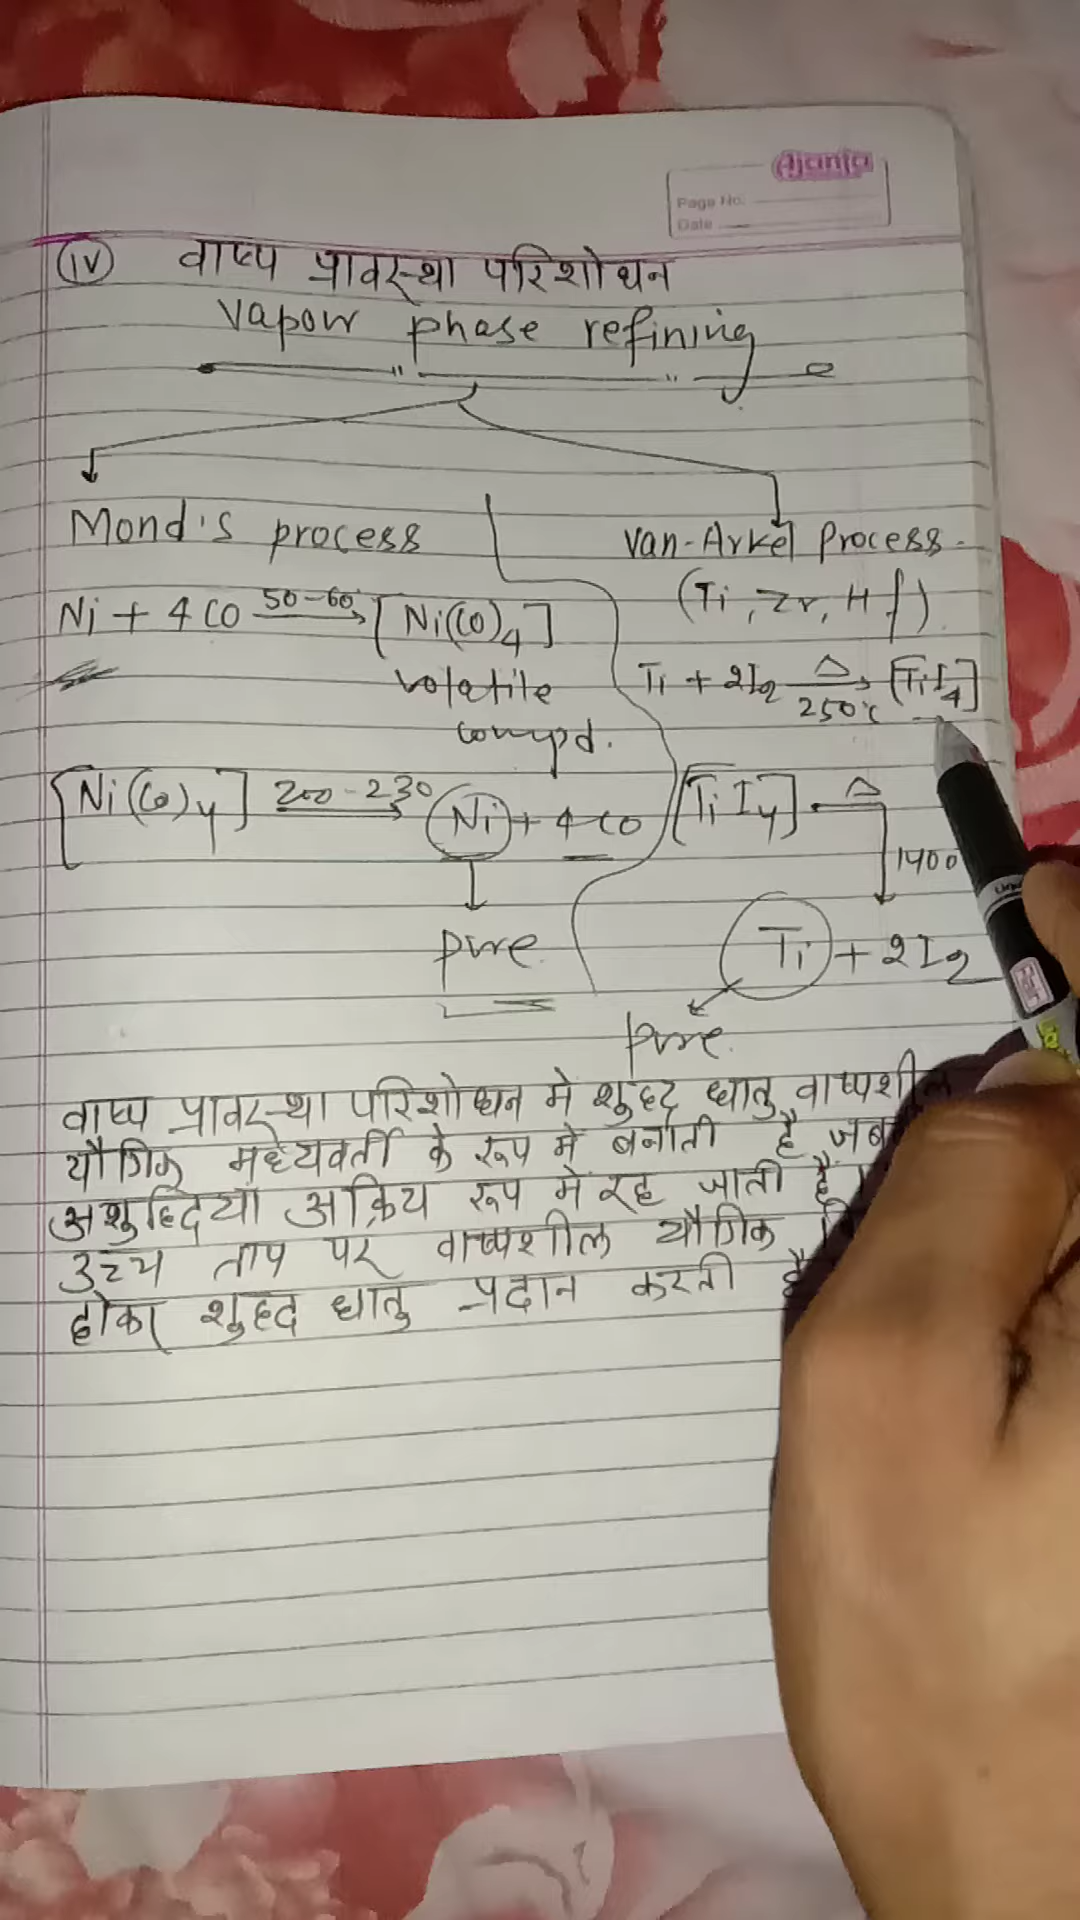 Ajanta
Page No.
Date
(iv) वाष्प प्रावस्था परिशोधन
Vapour phase refining
Mond's process
Van-Arkel Process
(Ti, Zr, Hf)
Ni + 4CO 50-60 → [Ni(CO)4]
volatile
compd.
Ti + 2I2 Δ → 250°C [TiI4]
[Ni(CO)4] 200-230 → Ni + 4CO
pure
[TiI4] Δ → 1400
Ti + 2I2
pure
वाष्प प्रावस्था परिशोधन मे शुद्द धातु वाष्पशील
यौगिक मध्यवर्ती के रूप मे बनाती है जब
अशुद्दियाँ अक्रिय रूप मे रह जाती है।
उच्च ताप पर वाष्पशील यौगिक
होकर शुद्द धातु प्रदान करती है